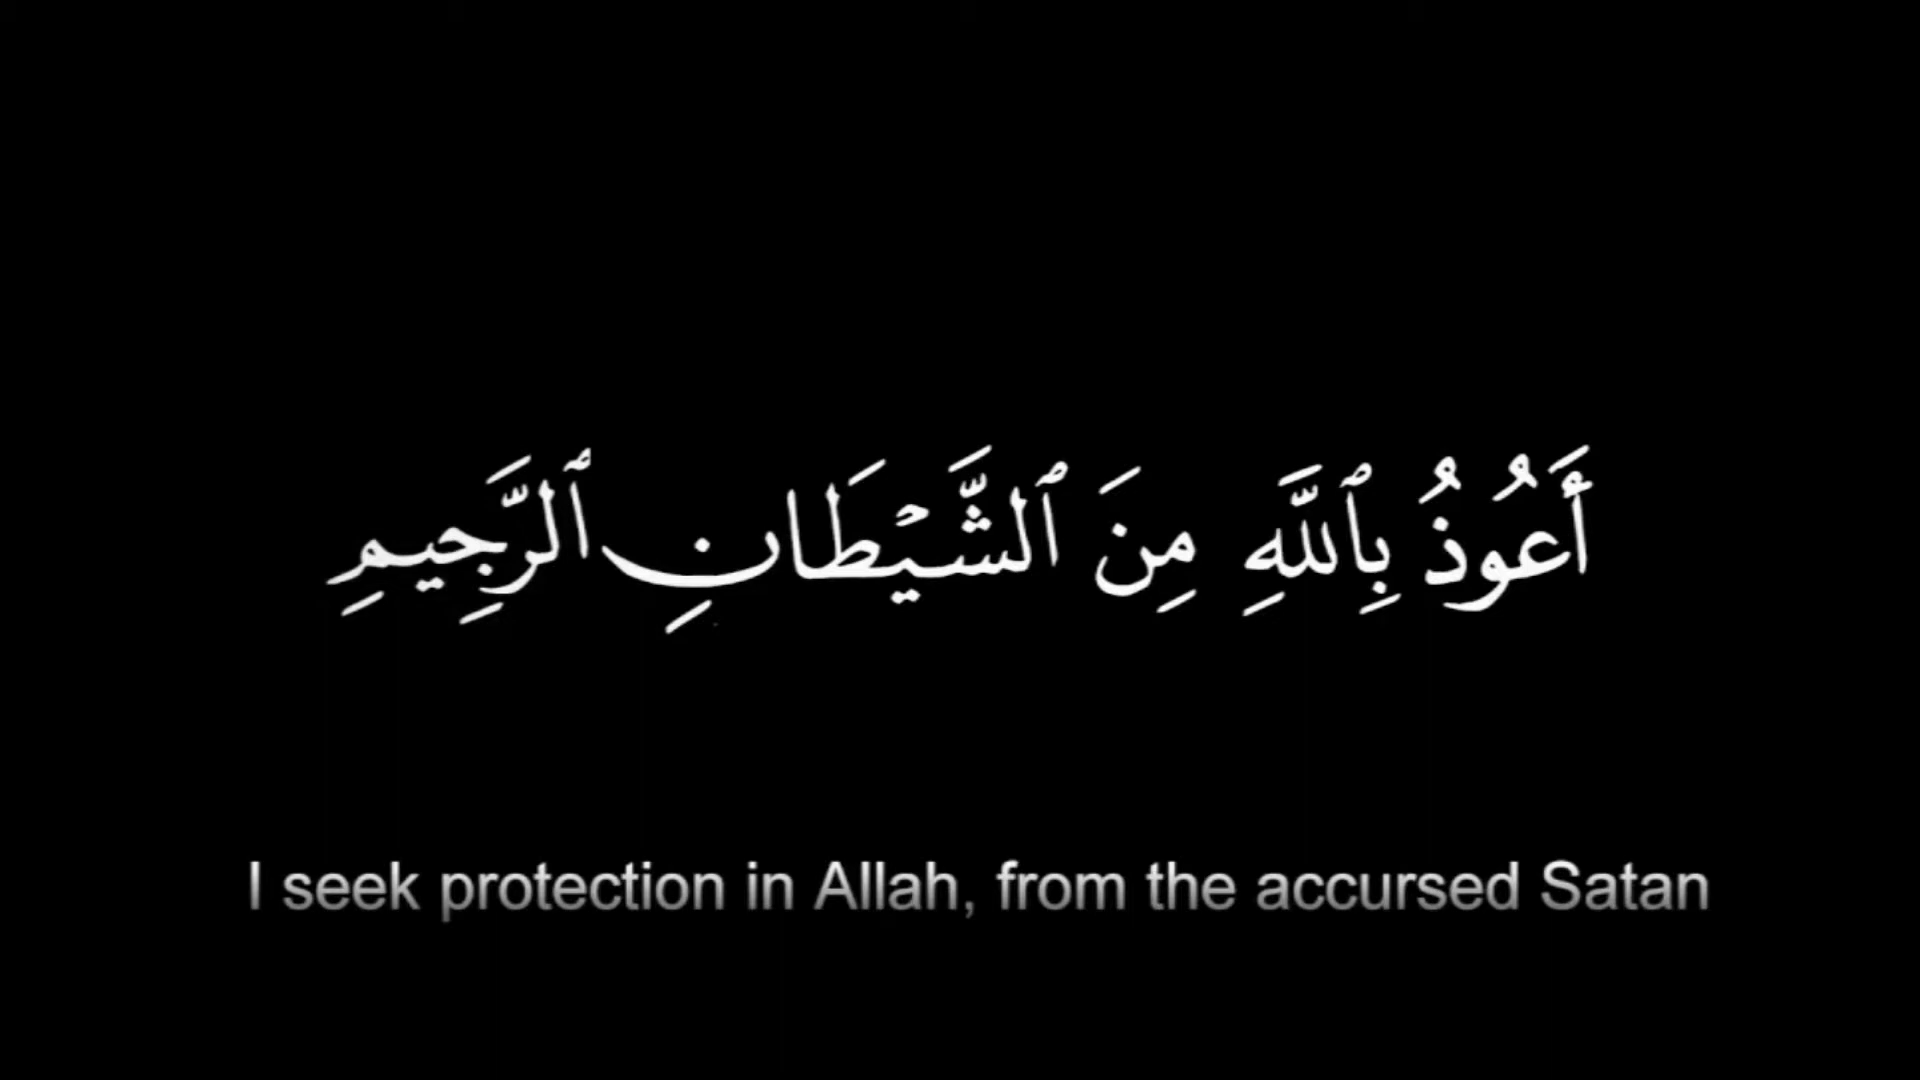 أَعُوذُ بِٱللَّهِ مِنَ ٱلشَّيْطَانِ ٱلرَّجِيمِ
I seek protection in Allah, from the accursed Satan